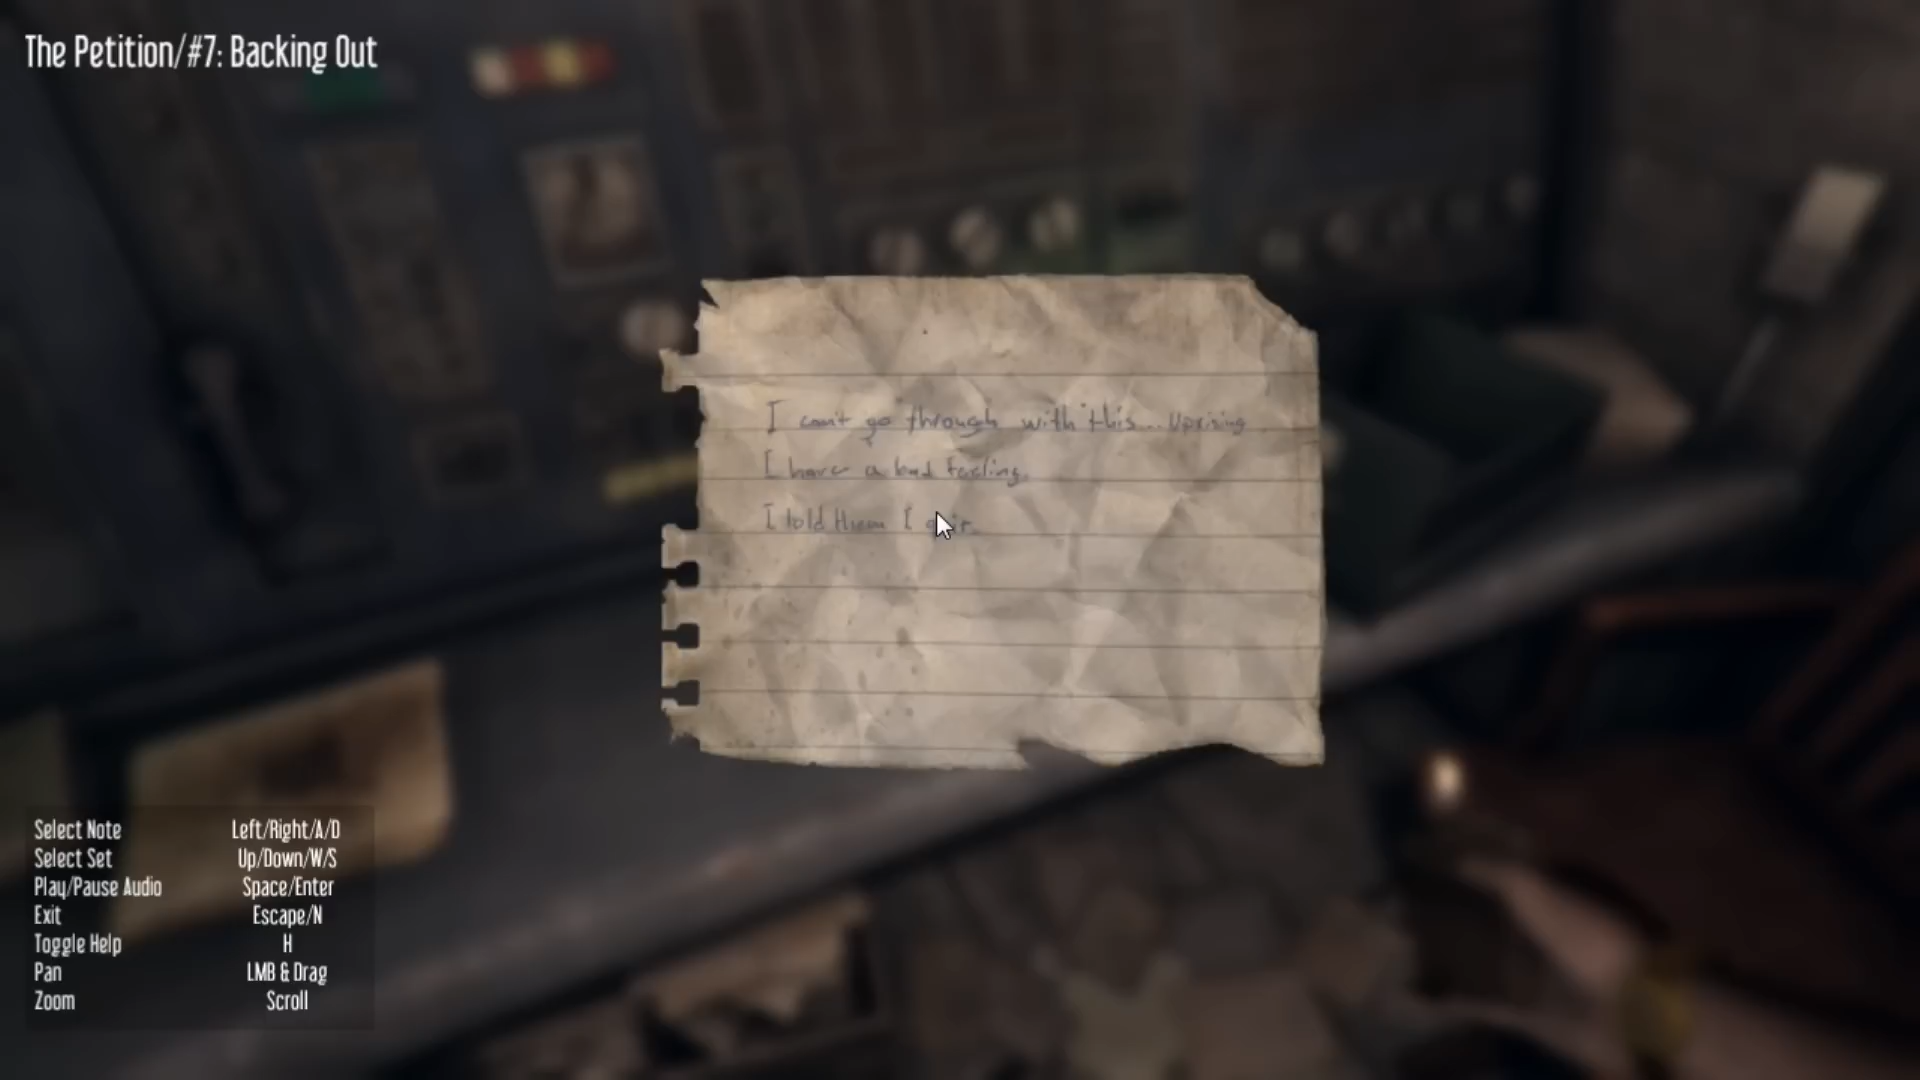 The Petition/#7: Backing Out
I can't go through with "this"... Uprising.
I have a bad feeling.
I told them I
Select Note Left/Right/A/D
Select Set Up/Down/W/S
Play/Pause Audio Space/Enter
Exit Escape/N
Toggle Help H
Pan LMB & Drag
Zoom Scroll